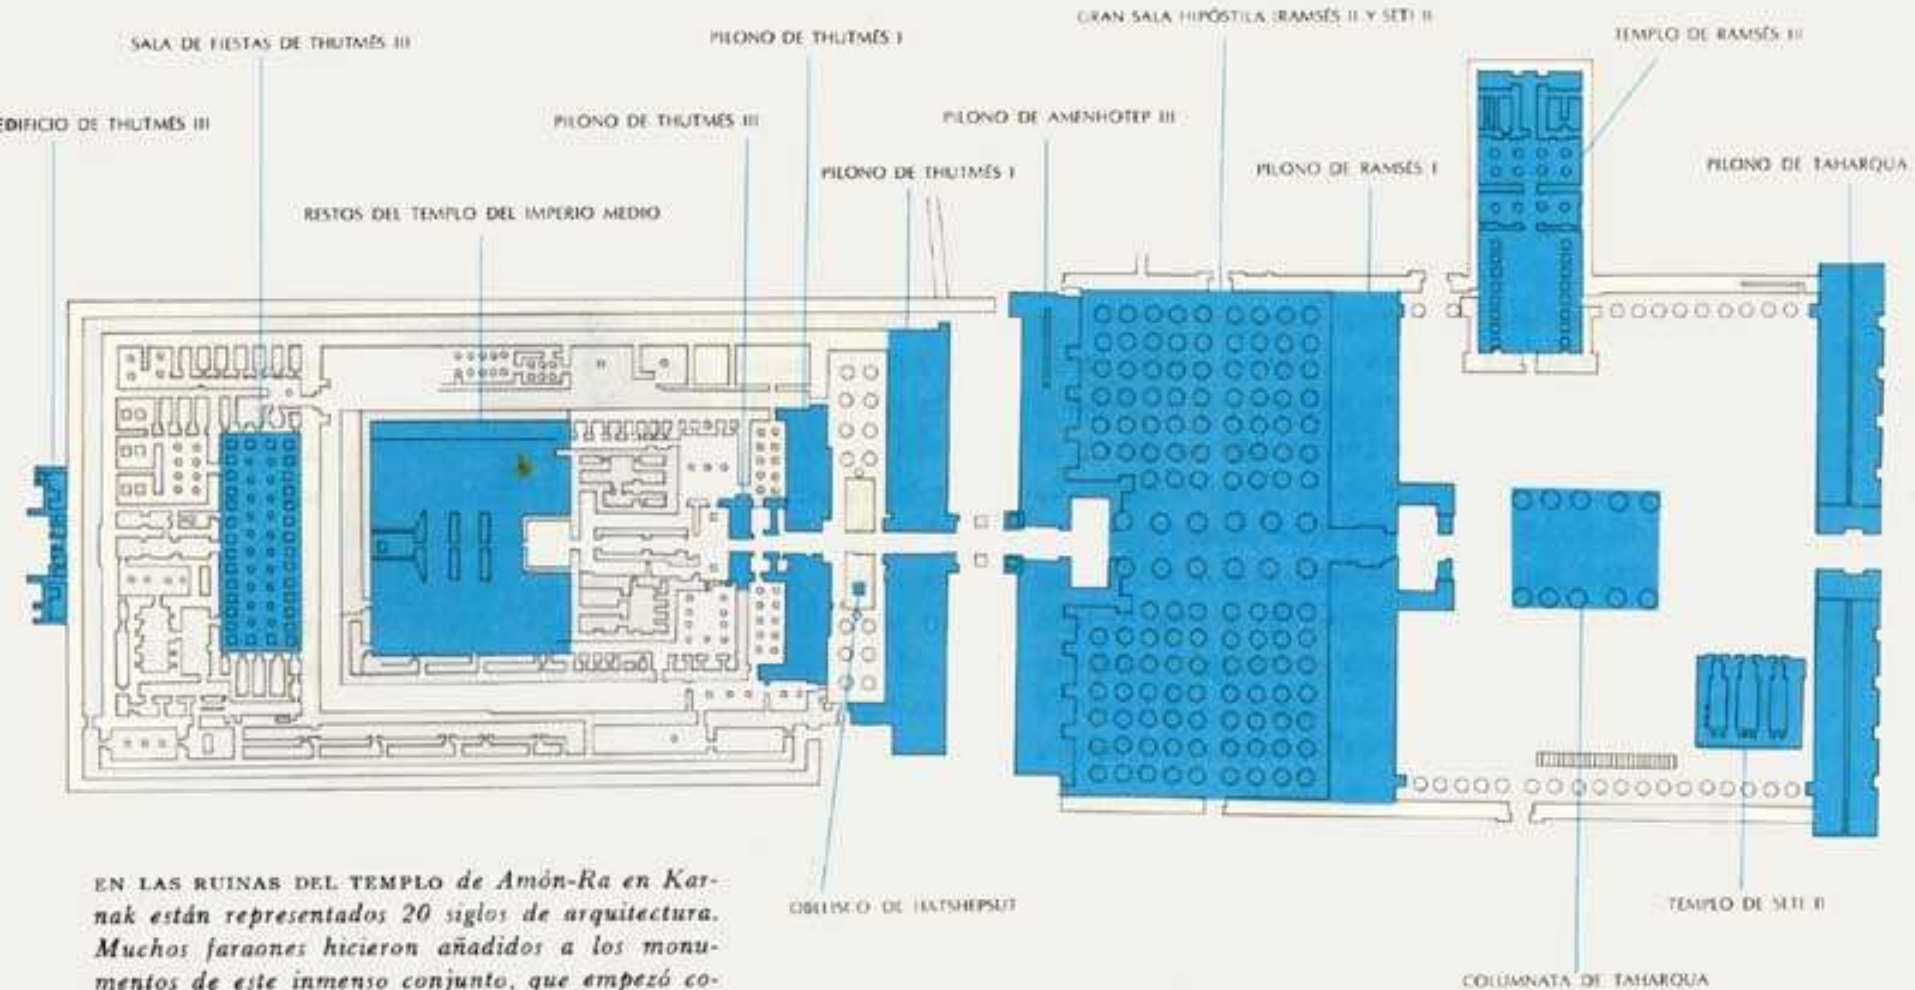 GRAN SALA HIPÓSTILA (RAMSÉS II Y SETI I)
SALA DE FIESTAS DE THUTMÉS III
PILONO DE THUTMÉS I
TEMPLO DE RAMSÉS III
EDIFICIO DE THUTMÉS III
PILONO DE THUTMÉS III
PILONO DE AMENHOTEP III
PILONO DE THUTMÉS I
PILONO DE RAMSÉS I
PILONO DE TAHARQUA
RESTOS DEL TEMPLO DEL IMPERIO MEDIO
OBELISCO DE HATSHEPSUT
TEMPLO DE SETI II
COLUMNATA DE TAHARQUA
EN LAS RUINAS DEL TEMPLO de Amón-Ra en Kar-
nak están representados 20 siglos de arquitectura.
Muchos faraones hicieron añadidos a los monu-
mentos de este inmenso conjunto, que empezó co-